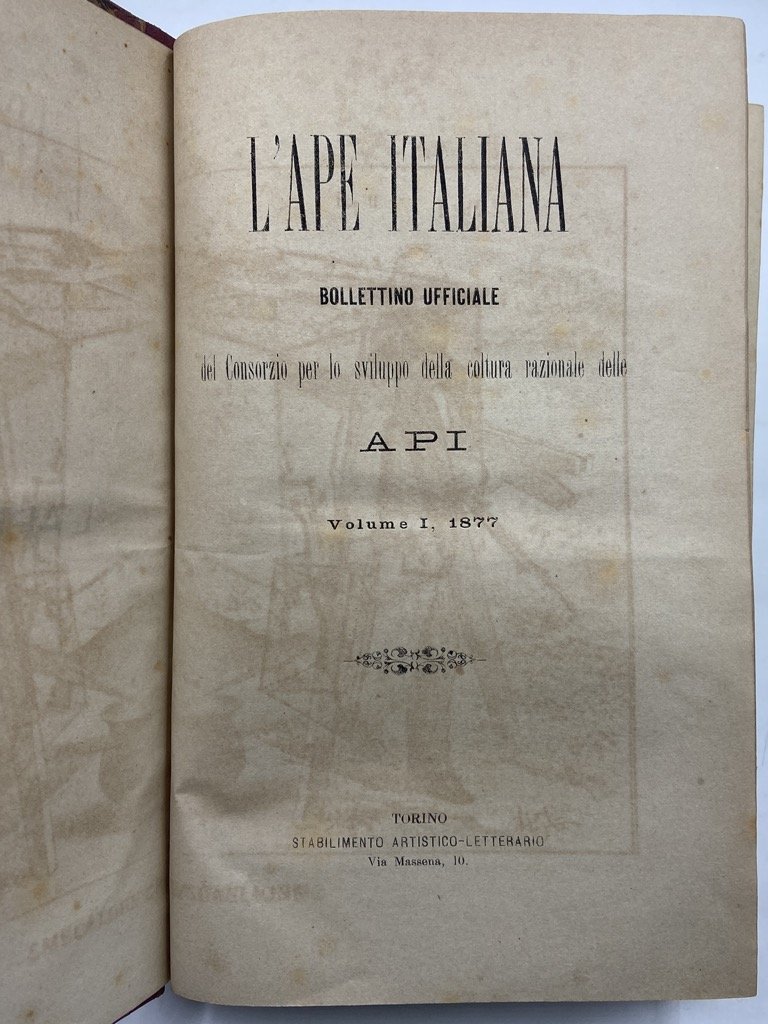 L'APE ITALIANA
BOLLETTINO UFFICIALE
del Consorzio per lo sviluppo della coltura razionale delle
API
Volume I, 1877
TORINO
STABILIMENTO ARTISTICO-LETTERARIO
Via Massena, 10.